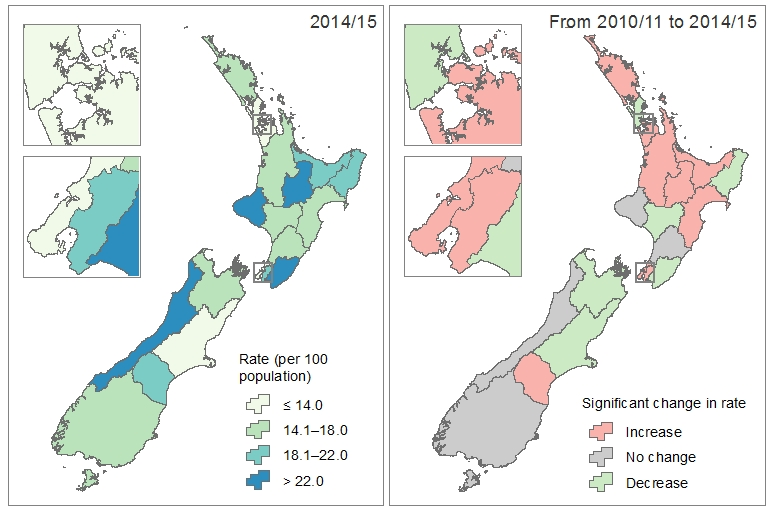 2014/15
Rate (per 100
population)
≤ 14.0
14.1–18.0
18.1–22.0
> 22.0
From 2010/11 to 2014/15
Significant change in rate
Increase
No change
Decrease